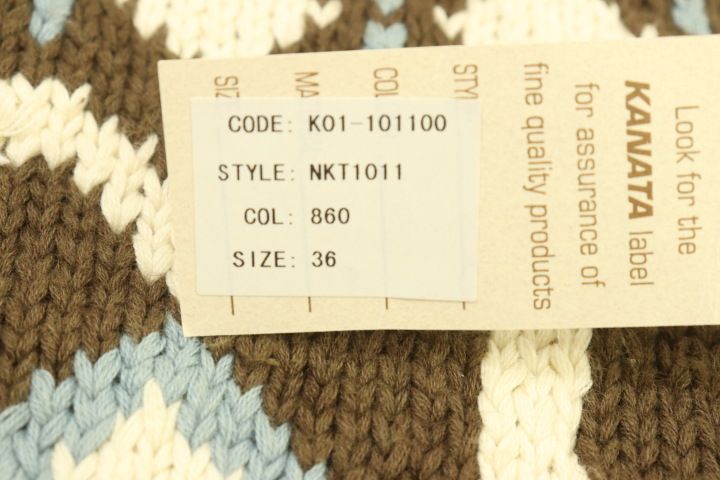 CODE: K01-101100
STYLE: NKT1011
COL: 860
SIZE: 36
Look for the
KANATA label
for assurance of
fine quality products